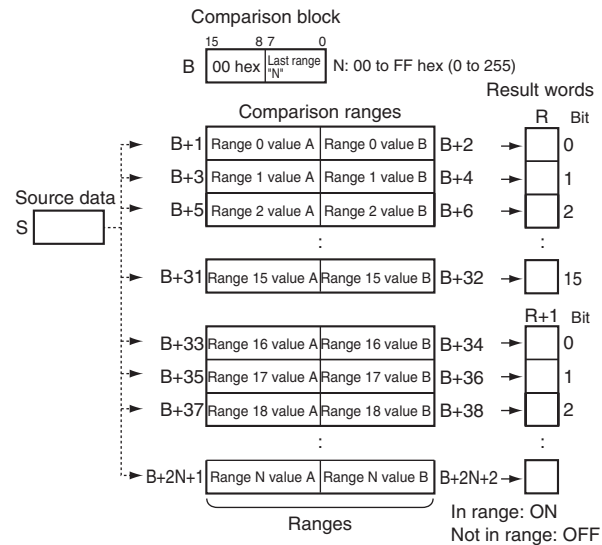 Comparison block
15 8 7 0
B 00 hex Last range "N" N: 00 to FF hex (0 to 255)
Result words
Comparison ranges R Bit
B+1 Range 0 value A Range 0 value B B+2 0
B+3 Range 1 value A Range 1 value B B+4 1
Source data
B+5 Range 2 value A Range 2 value B B+6 2
S
: :
B+31 Range 15 value A Range 15 value B B+32 15
R+1 Bit
B+33 Range 16 value A Range 16 value B B+34 0
B+35 Range 17 value A Range 17 value B B+36 1
B+37 Range 18 value A Range 18 value B B+38 2
: :
B+2N+1 Range N value A Range N value B B+2N+2
In range: ON
Ranges
Not in range: OFF